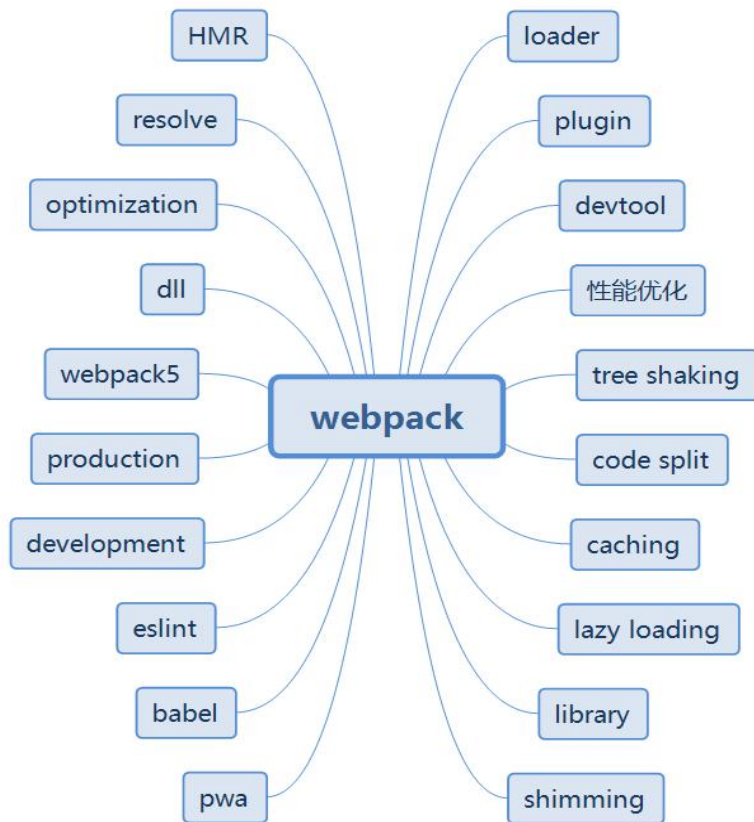 HMR
loader
resolve
plugin
optimization
devtool
dll
性能优化
webpack5
tree shaking
webpack
production
code split
development
caching
eslint
lazy loading
babel
library
pwa
shimming